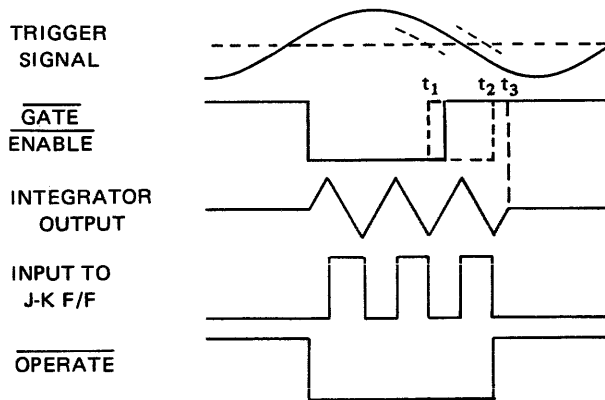 TRIGGER
SIGNAL
t1 t2 t3
GATE
ENABLE
INTEGRATOR
OUTPUT
INPUT TO
J-K F/F
OPERATE